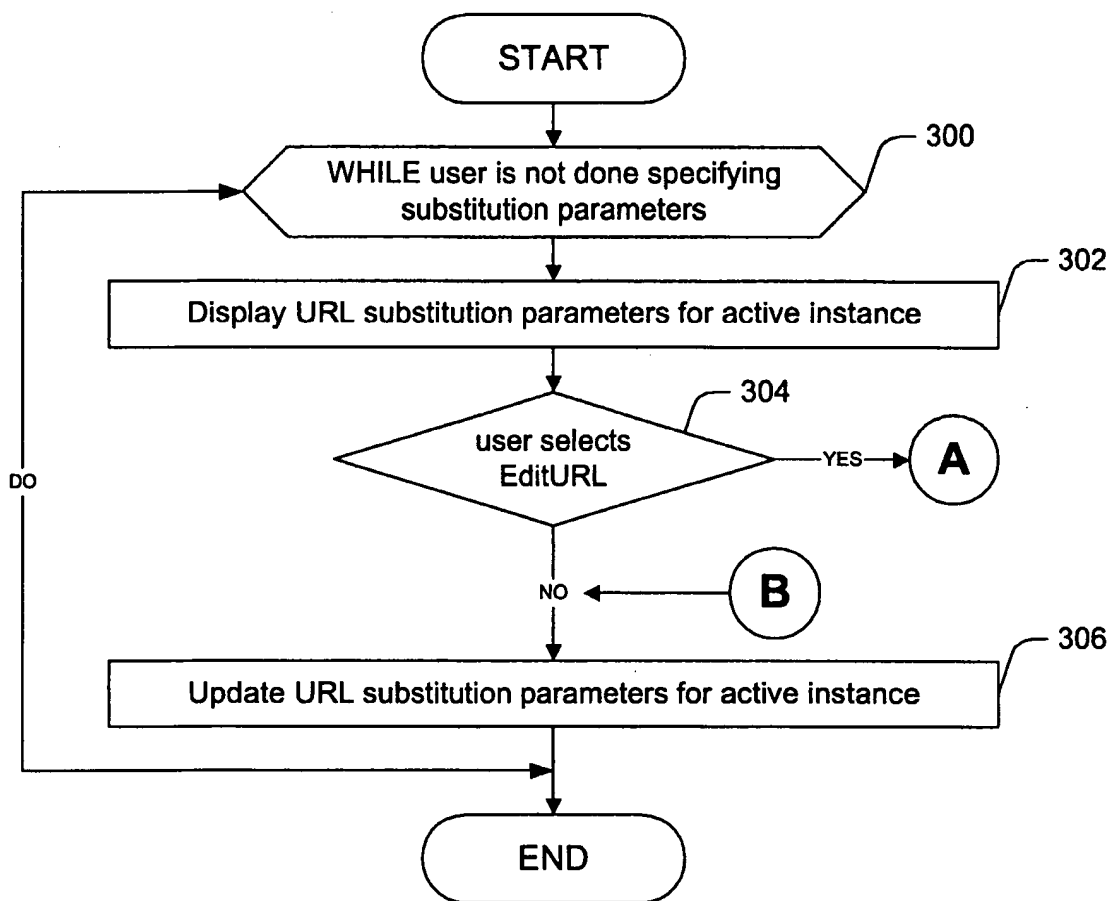 START
300
WHILE user is not done specifying
substitution parameters
302
Display URL substitution parameters for active instance
304
user selects
EditURL
YES
A
DO
NO
B
306
Update URL substitution parameters for active instance
END